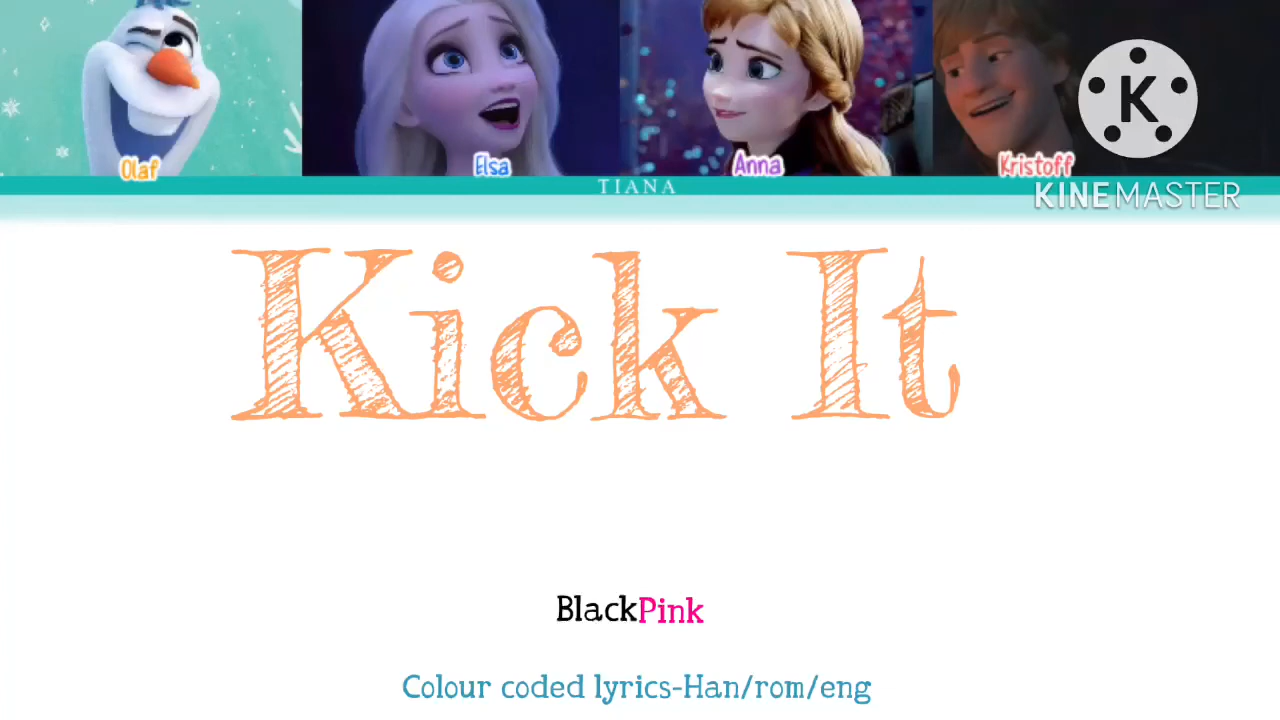 Olaf Elsa Anna Kristoff
K
TIANA
KINEMASTER
Kick It
BlackPink
Colour coded lyrics-Han/rom/eng